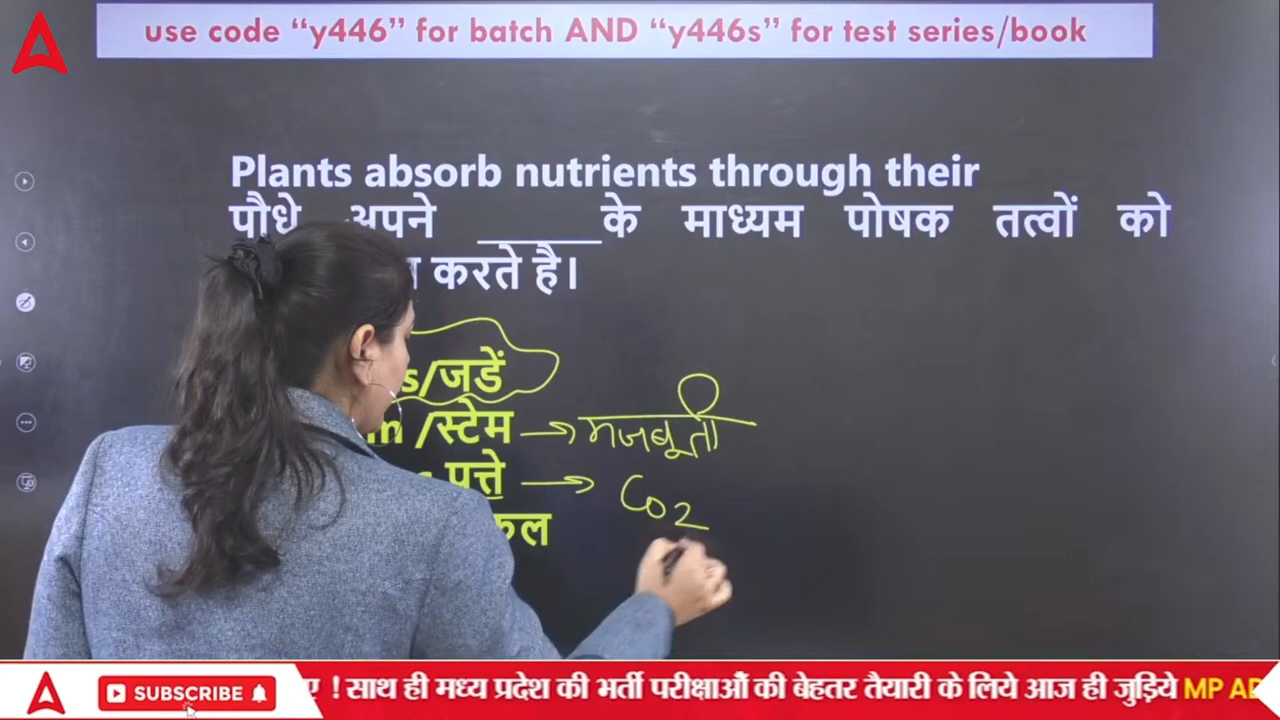 use code “y446” for batch AND “y446s” for test series/book
Plants absorb nutrients through their
पौधे अपने ______के माध्यम पोषक तत्वों को
करते है।
s/जडें
m /स्टेम → मजबूती
पत्ते → CO2
फल
SUBSCRIBE
ए ! साथ ही मध्य प्रदेश की भर्ती परीक्षाओं की बेहतर तैयारी के लिये आज ही जुड़िये MP AD